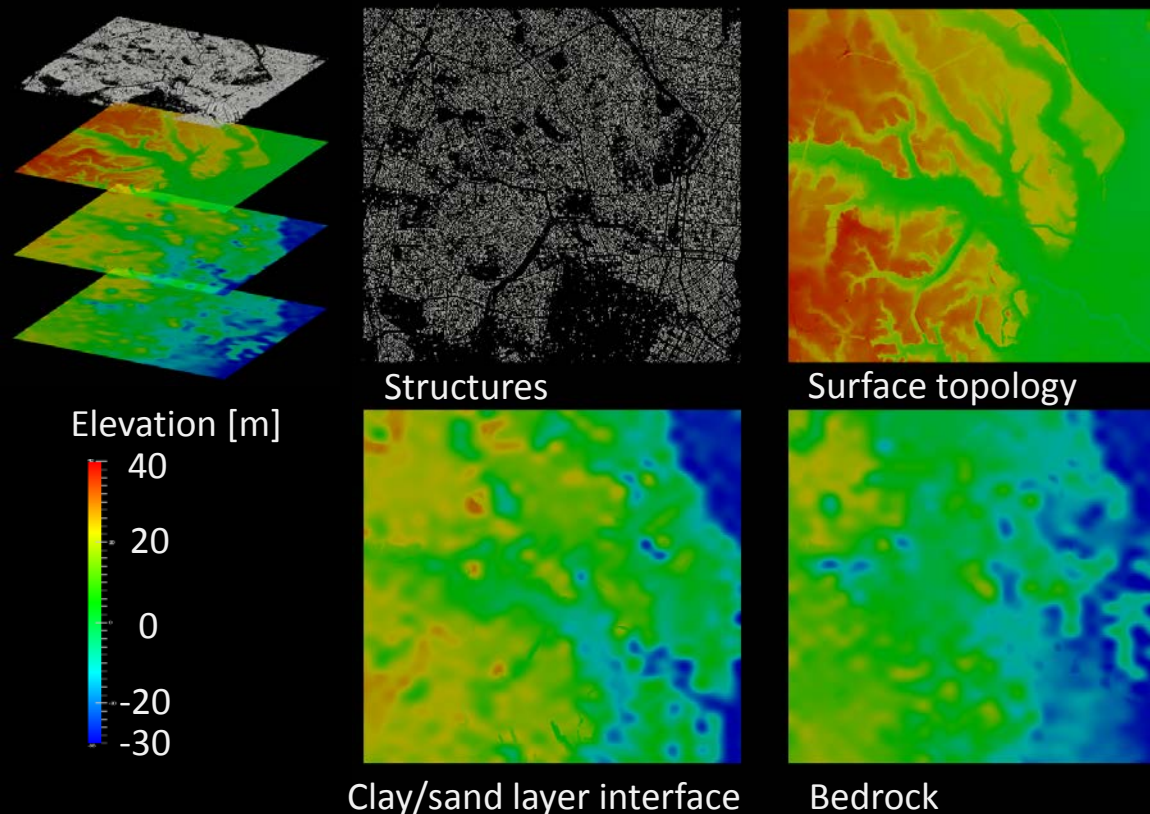 Structures
Surface topology
Elevation [m]
40
20
0
-20
-30
Clay/sand layer interface
Bedrock